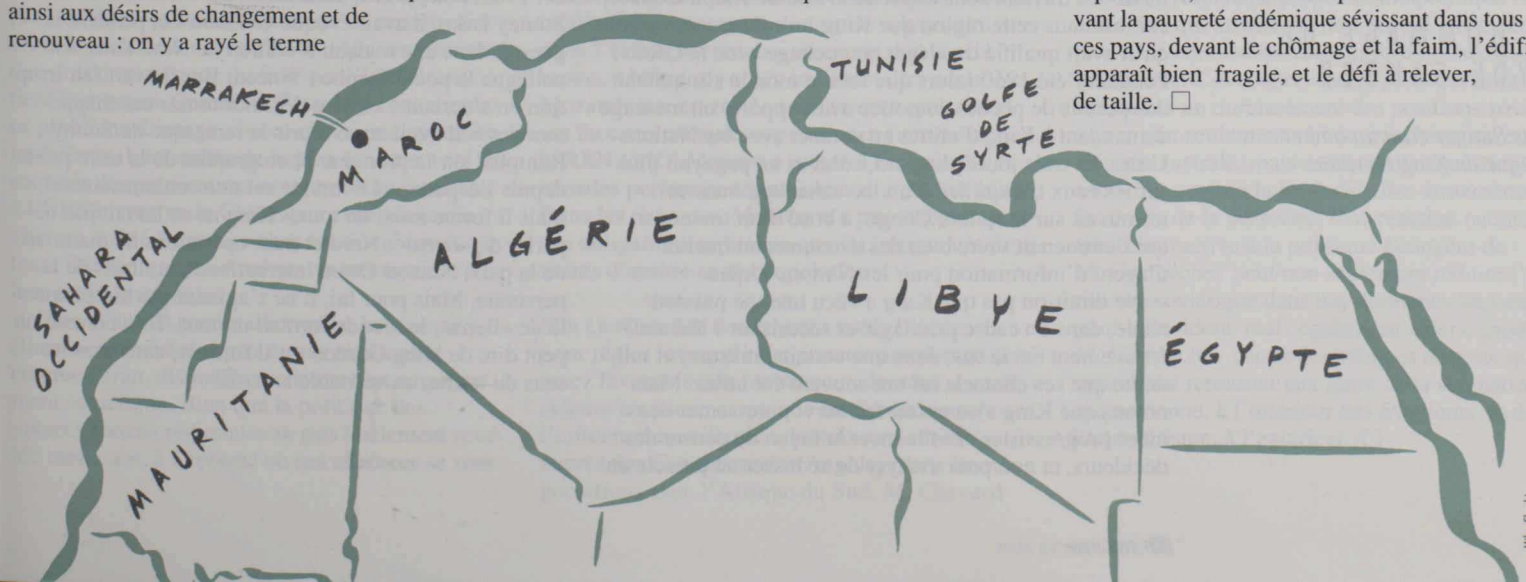 ainsi aux désirs de changement et de
renouveau: on y a rayé le terme
vant la pauvreté endémique sévissant dans tous
ces pays, devant le chômage et la faim, l'édif
apparaît bien fragile, et le défi à relever,
de taille. □
MARRAKECH
MAROC
TUNISIE
GOLFE
DE
SYRTE
ALGÉRIE
LIBYE
EGYPTE
SAHARA
OCCIDENTAL
MAURITANIE